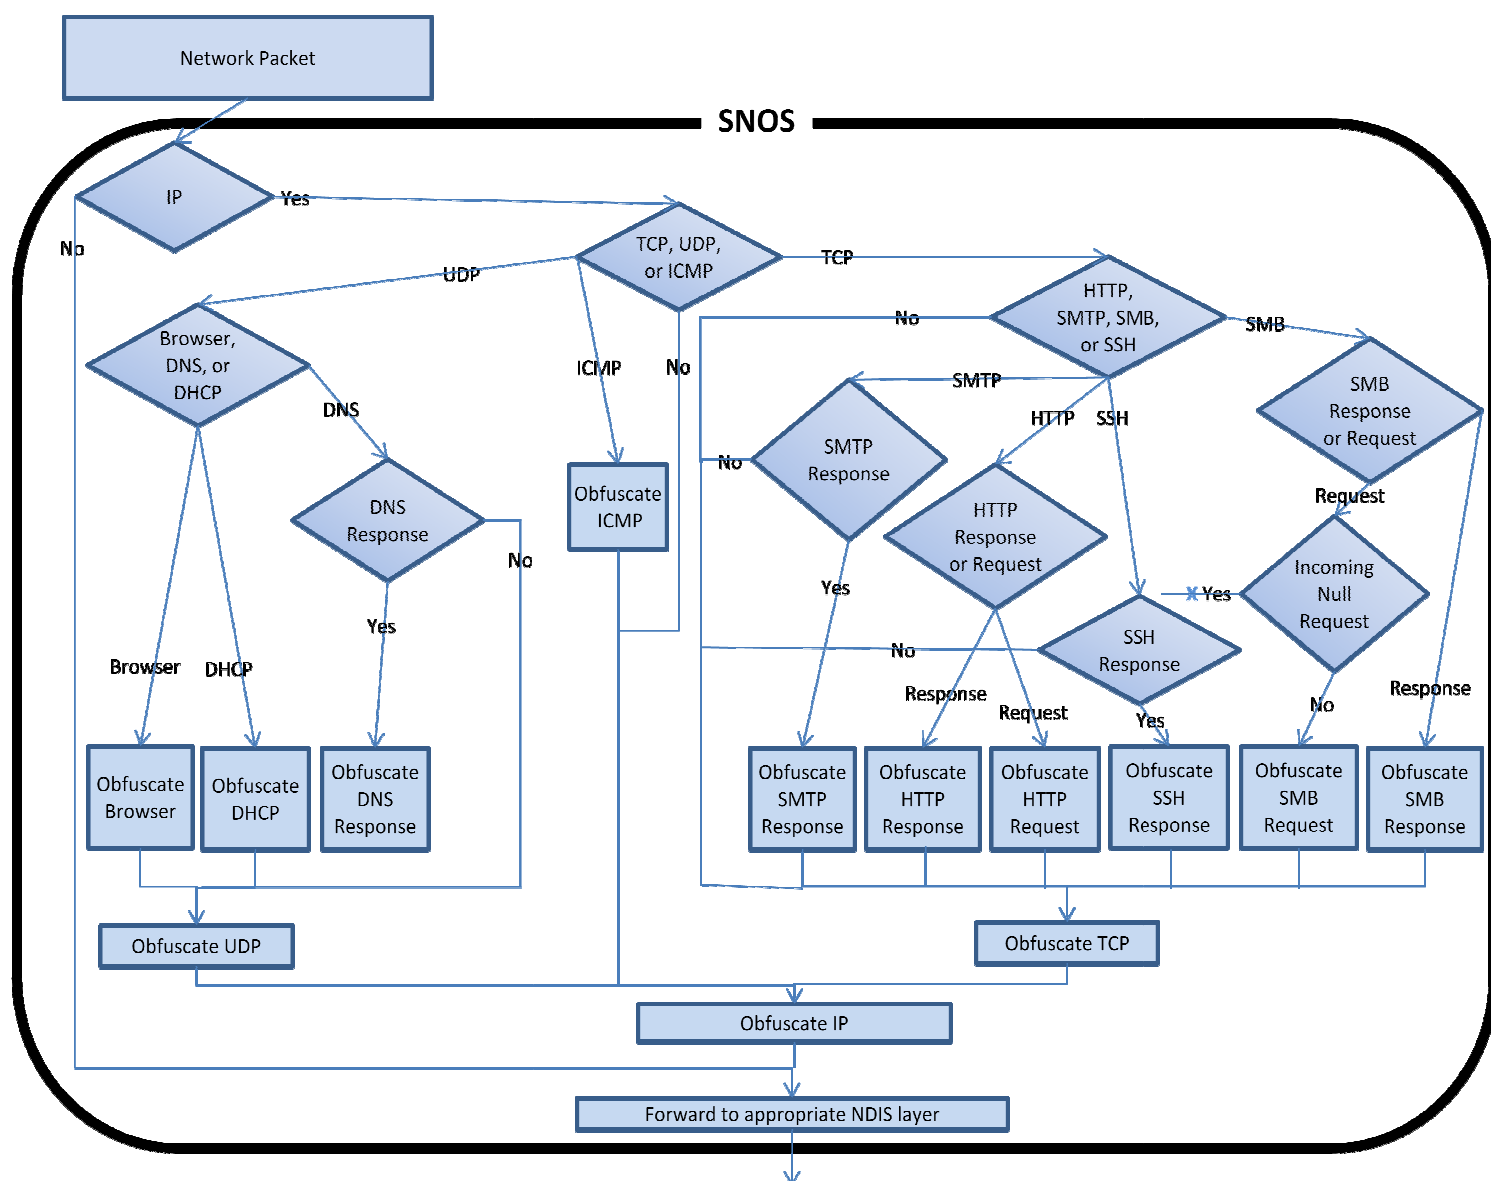 Network Packet
SNOS
IP
Yes
No
TCP, UDP,
or ICMP
UDP
TCP
ICMP
No
Browser,
DNS, or
DHCP
DNS
HTTP,
SMTP, SMB,
or SSH
No
SMB
SMTP
HTTP
SSH
SMB
Response
or Request
SMTP
Response
No
DNS
Response
No
Yes
Obfuscate
ICMP
HTTP
Response
or Request
Request
Incoming
Null
Request
X Yes
Yes
SSH
Response
No
Browser
DHCP
Response
Request
Yes
No
Response
Obfuscate
Browser
Obfuscate
DHCP
Obfuscate
DNS
Response
Obfuscate
SMTP
Response
Obfuscate
HTTP
Response
Obfuscate
HTTP
Request
Obfuscate
SSH
Response
Obfuscate
SMB
Request
Obfuscate
SMB
Response
Obfuscate UDP
Obfuscate TCP
Obfuscate IP
Forward to appropriate NDIS layer